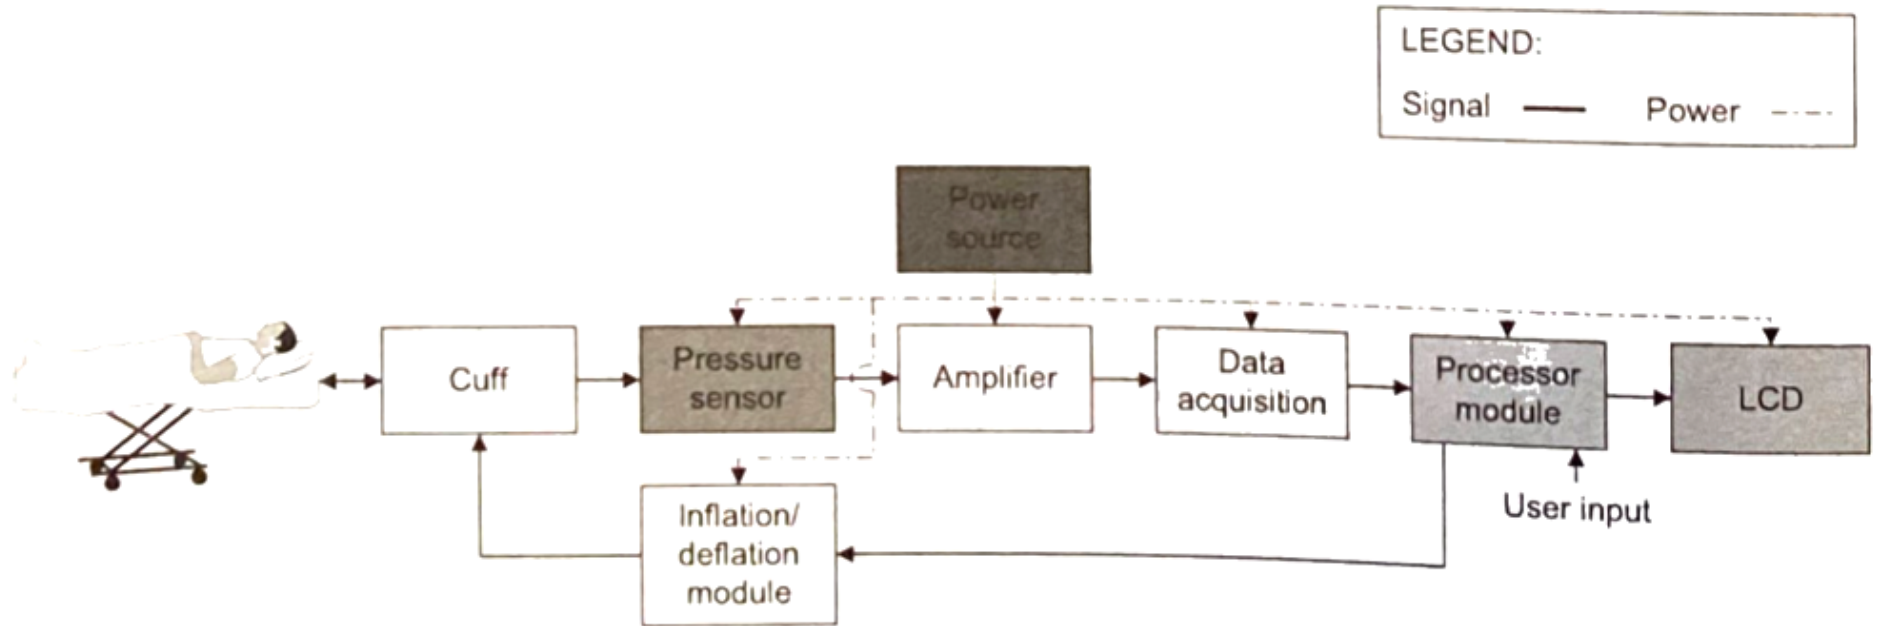 LEGEND:
Signal Power
Power
source
Cuff
Pressure
sensor
Amplifier
Data
acquisition
Processor
module
LCD
User input
Inflation/
deflation
module